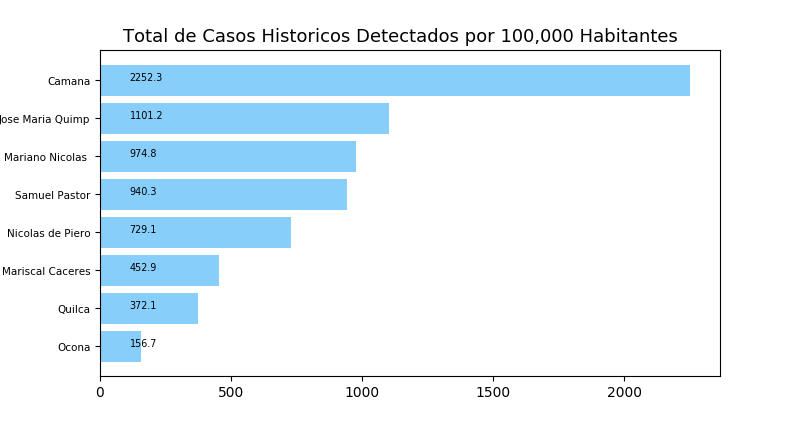 Total de Casos Historicos Detectados por 100,000 Habitantes
Camana 2252.3
Jose Maria Quimp 1101.2
Mariano Nicolas 974.8
Samuel Pastor 940.3
Nicolas de Piero 729.1
Mariscal Caceres 452.9
Quilca 372.1
Ocona 156.7
0 500 1000 1500 2000